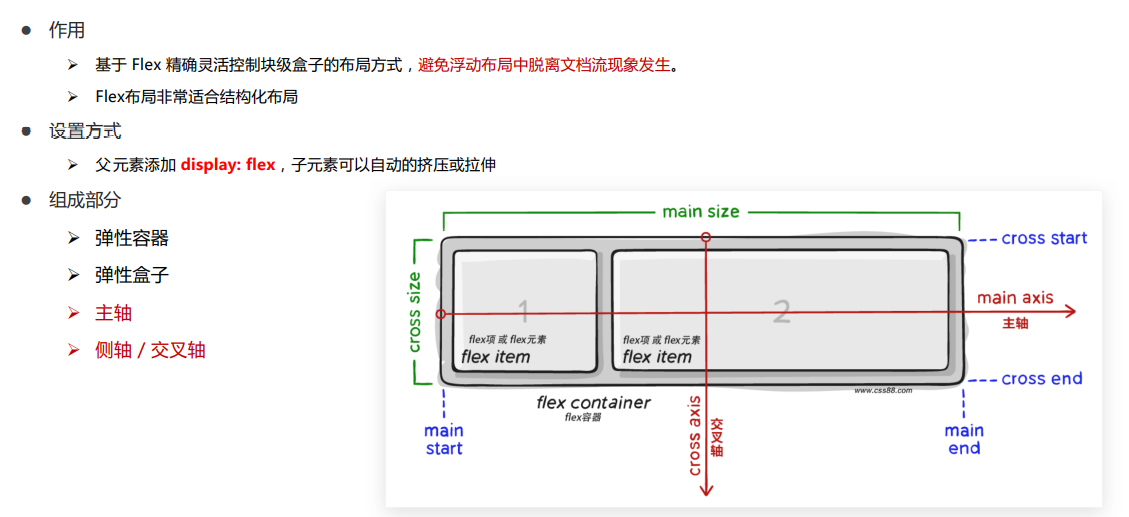 作用
基于 Flex 精确灵活控制块级盒子的布局方式，避免浮动布局中脱离文档流现象发生。
Flex布局非常适合结构化布局
设置方式
父元素添加 display: flex，子元素可以自动的挤压或拉伸
组成部分
弹性容器
弹性盒子
主轴
侧轴 / 交叉轴
main size
cross start
cross size
1
2
main axis
主轴
flex项 或 flex元素
flex item
flex项 或 flex元素
flex item
cross end
www.css88.com
flex container
flex容器
cross axis
交叉轴
main
start
main
end